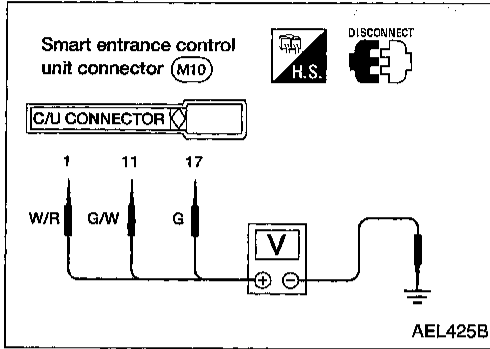 Smart entrance control
unit connector M10
H.S.
DISCONNECT
C/U CONNECTOR
1 11 17
W/R G/W G
V
+ −
AEL425B